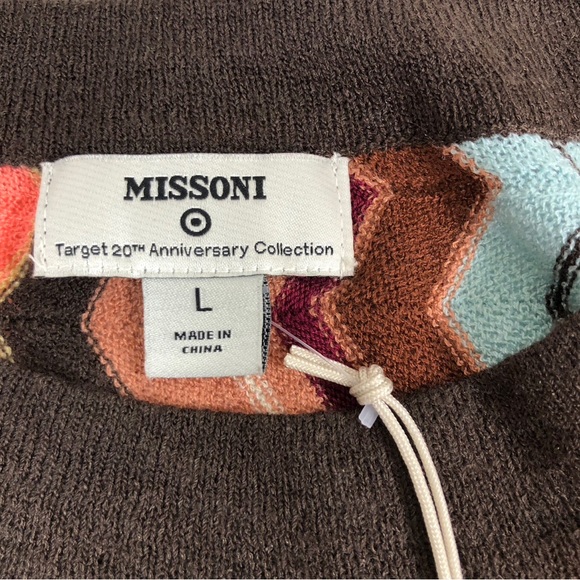 MISSONI
Target 20TH Anniversary Collection
L
MADE IN
CHINA